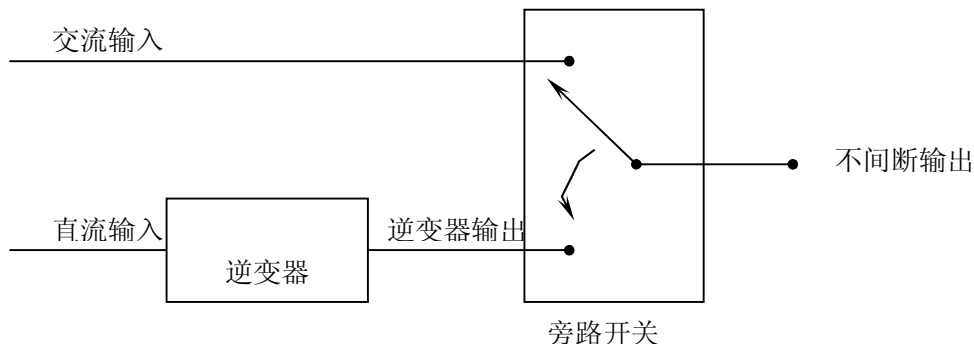 交流输入
不间断输出
直流输入
逆变器输出
逆变器
旁路开关